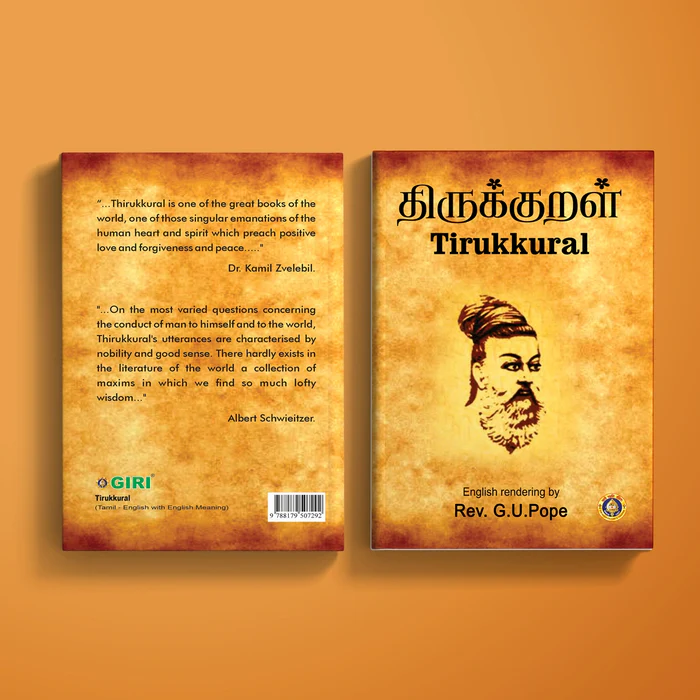 "...Thirukkural is one of the great books of the
world, one of those singular emanations of the
human heart and spirit which preach positive
love and forgiveness and peace....."
Dr. Kamil Zvelebil.
"...On the most varied questions concerning
the conduct of man to himself and to the world,
Thirukkural's utterances are characterised by
nobility and good sense. There hardly exists in
the literature of the world a collection of
maxims in which we find so much lofty
wisdom..."
Albert Schwieitzer.
GIRI
Tirukkural
(Tamil - English with English Meaning)
9 788179 507292
திருக்குறள்
Tirukkural
English rendering by
Rev. G.U.Pope